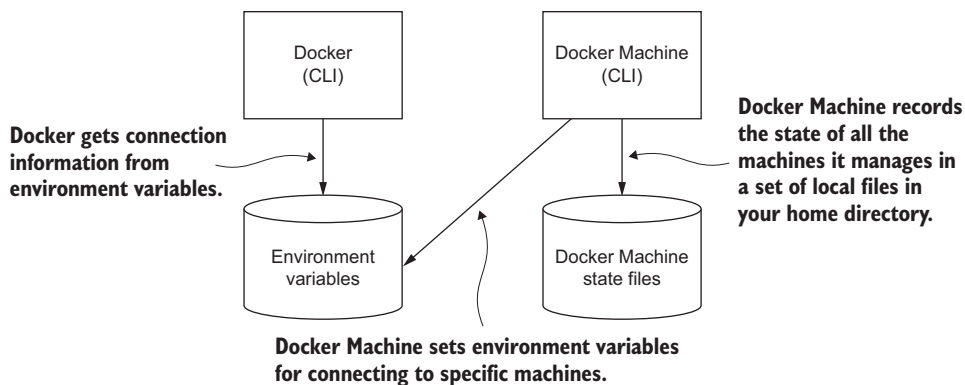 Docker
(CLI)
Docker Machine
(CLI)
Docker gets connection
information from
environment variables.
Docker Machine records
the state of all the
machines it manages in
a set of local files in
your home directory.
Environment
variables
Docker Machine
state files
Docker Machine sets environment variables
for connecting to specific machines.